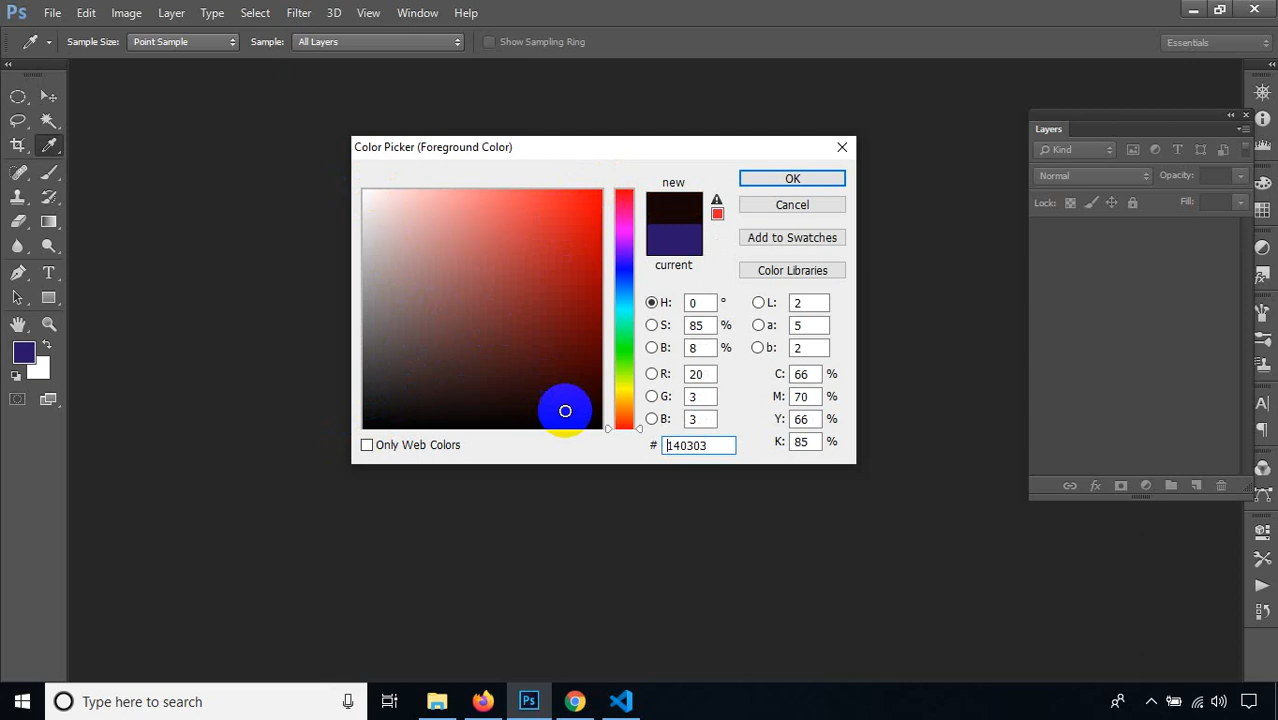 Ps File Edit Image Layer Type Select Filter 3D View Window Help
Sample Size: Point Sample Sample: All Layers Show Sampling Ring Essentials
Color Picker (Foreground Color)
new
current
OK
Cancel
Add to Swatches
Color Libraries
H: 0 ° L: 2
S: 85 % a: 5
B: 8 % b: 2
R: 20 C: 66 %
G: 3 M: 70 %
B: 3 Y: 66 %
# 140303 K: 85 %
Only Web Colors
Layers
Kind
Normal Opacity:
Lock: Fill:
fx
Type here to search
Ps